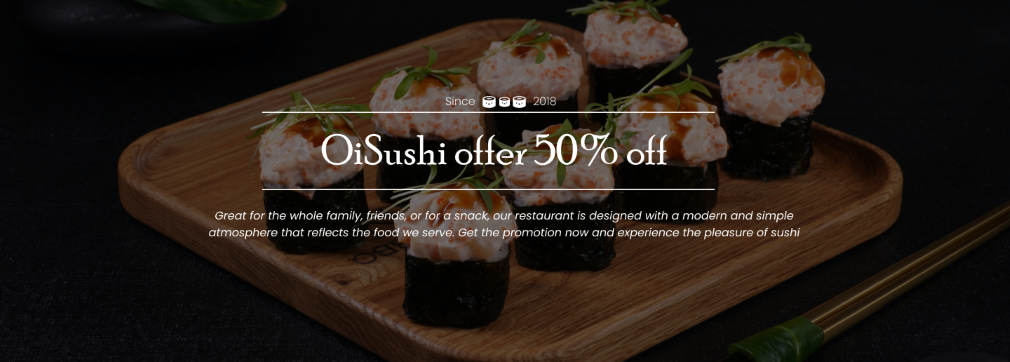 Since 2018
OiSushi offer 50% off
Great for the whole family, friends, or for a snack, our restaurant is designed with a modern and simple
atmosphere that reflects the food we serve. Get the promotion now and experience the pleasure of sushi